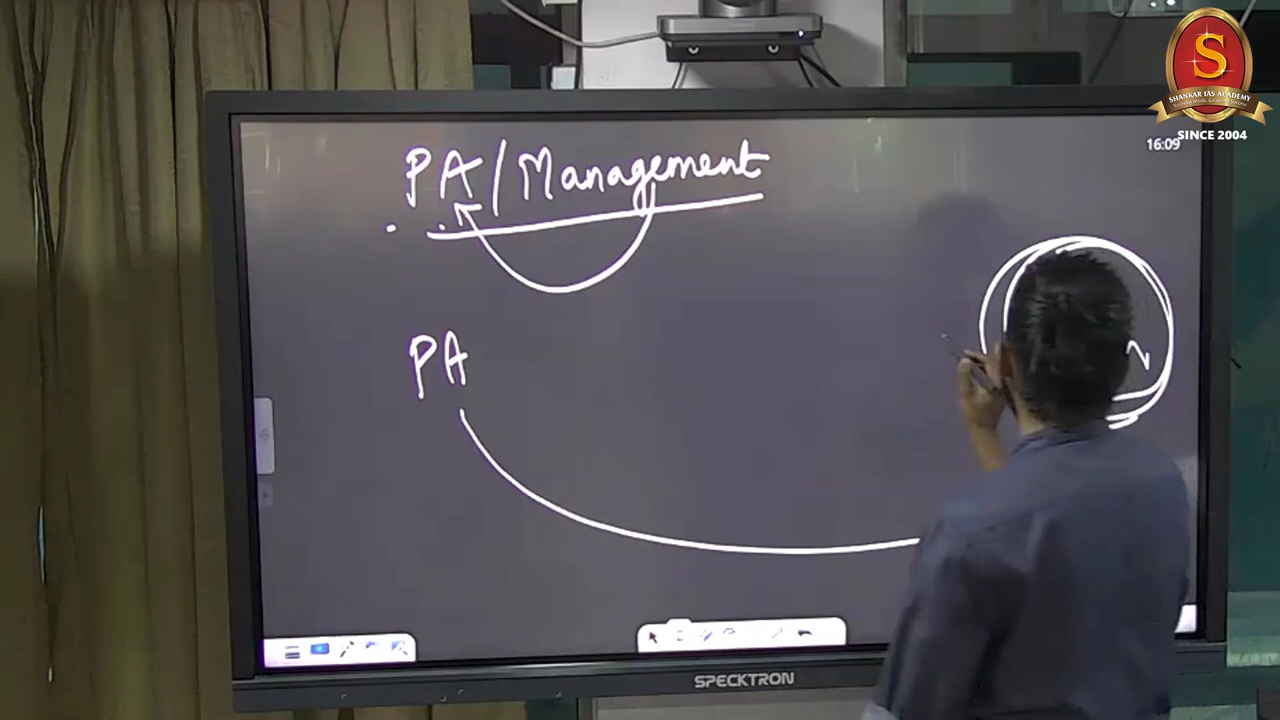 PA/Management
PA
S
SHANKAR IAS ACADEMY
SINCE 2004
16:09
SPECKTRON